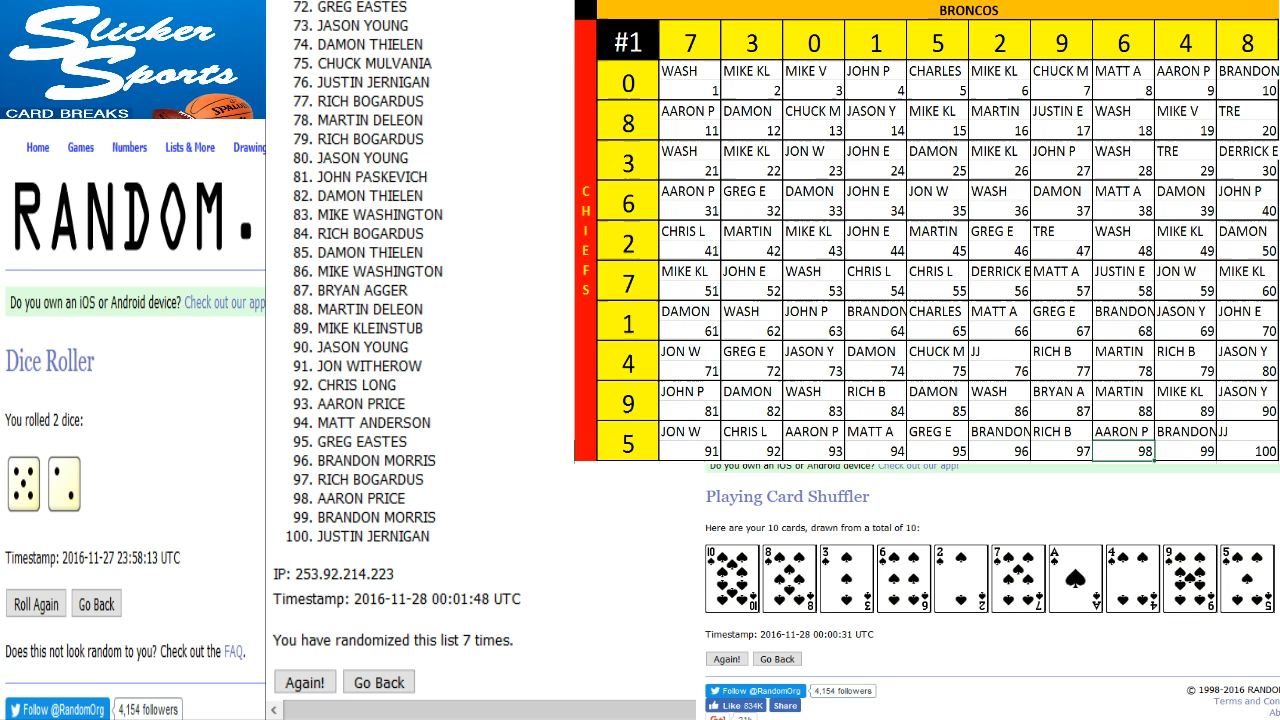 Slicker
Sports
CARD BREAKS
SPALDING
Home Games Numbers Lists & More Drawing
RANDOM.
Do you own an iOS or Android device? Check out our app
Dice Roller
You rolled 2 dice:
Timestamp: 2016-11-27 23:58:13 UTC
Roll Again Go Back
Does this not look random to you? Check out the FAQ.
Follow @RandomOrg 4,154 followers
72. GREG EASTES
73. JASON YOUNG
74. DAMON THIELEN
75. CHUCK MULVANIA
76. JUSTIN JERNIGAN
77. RICH BOGARDUS
78. MARTIN DELEON
79. RICH BOGARDUS
80. JASON YOUNG
81. JOHN PASKEVICH
82. DAMON THIELEN
83. MIKE WASHINGTON
84. RICH BOGARDUS
85. DAMON THIELEN
86. MIKE WASHINGTON
87. BRYAN AGGER
88. MARTIN DELEON
89. MIKE KLEINSTUB
90. JASON YOUNG
91. JON WITHEROW
92. CHRIS LONG
93. AARON PRICE
94. MATT ANDERSON
95. GREG EASTES
96. BRANDON MORRIS
97. RICH BOGARDUS
98. AARON PRICE
99. BRANDON MORRIS
100. JUSTIN JERNIGAN
IP: 253.92.214.223
Timestamp: 2016-11-28 00:01:48 UTC
You have randomized this list 7 times.
Again! Go Back
BRONCOS
CHIEFS
#1 7 3 0 1 5 2 9 6 4 8
0 WASH MIKE KL MIKE V JOHN P CHARLES MIKE KL CHUCK M MATT A AARON P BRANDON
1 2 3 4 5 6 7 8 9 10
8 AARON P DAMON CHUCK M JASON Y MIKE KL MARTIN JUSTIN E WASH MIKE V TRE
11 12 13 14 15 16 17 18 19 20
3 WASH MIKE KL JON W JOHN E DAMON MIKE KL JOHN P WASH TRE DERRICK E
21 22 23 24 25 26 27 28 29 30
6 AARON P GREG E DAMON JOHN E JON W WASH DAMON MATT A DAMON JOHN P
31 32 33 34 35 36 37 38 39 40
2 CHRIS L MARTIN MIKE KL JOHN E MARTIN GREG E TRE WASH MIKE KL DAMON
41 42 43 44 45 46 47 48 49 50
7 MIKE KL JOHN E WASH CHRIS L CHRIS L DERRICK E MATT A JUSTIN E JON W MIKE KL
51 52 53 54 55 56 57 58 59 60
1 DAMON WASH JOHN P BRANDON CHARLES MATT A GREG E BRANDON JASON Y JOHN E
61 62 63 64 65 66 67 68 69 70
4 JON W GREG E JASON Y DAMON CHUCK M JJ RICH B MARTIN RICH B JASON Y
71 72 73 74 75 76 77 78 79 80
9 JOHN P DAMON WASH RICH B DAMON WASH BRYAN A MARTIN MIKE KL JASON Y
81 82 83 84 85 86 87 88 89 90
5 JON W CHRIS L AARON P MATT A GREG E BRANDON RICH B AARON P BRANDON JJ
91 92 93 94 95 96 97 98 99 100
Do you own an iOS or Android device? Check out our app!
Playing Card Shuffler
Here are your 10 cards, drawn from a total of 10:
10 8 3 6 2 7 A 4 9 5
Timestamp: 2016-11-28 00:00:31 UTC
Again! Go Back
Follow @RandomOrg 4,154 followers
© 1998-2016 RANDO
Like 834K Share
Terms and Con